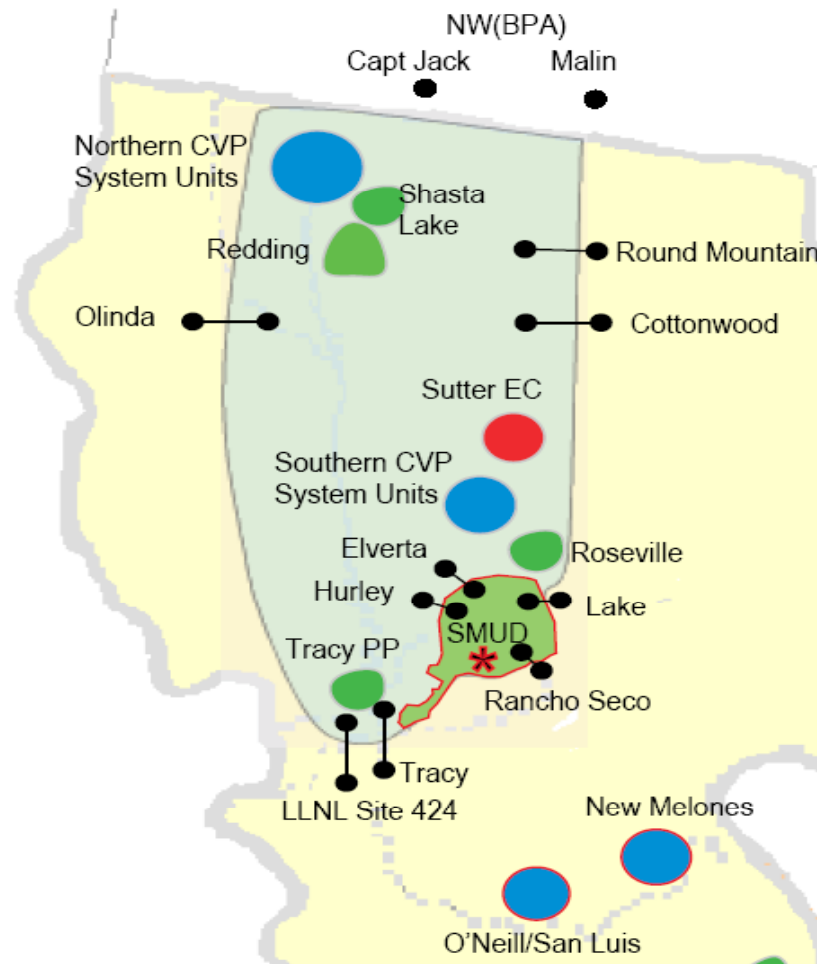 NW(BPA)
Capt Jack
Malin
Northern CVP
System Units
Shasta
Lake
Redding
Round Mountain
Olinda
Cottonwood
Sutter EC
Southern CVP
System Units
Elverta
Roseville
Hurley
Lake
SMUD
*
Tracy PP
Rancho Seco
Tracy
LLNL Site 424
New Melones
O'Neill/San Luis